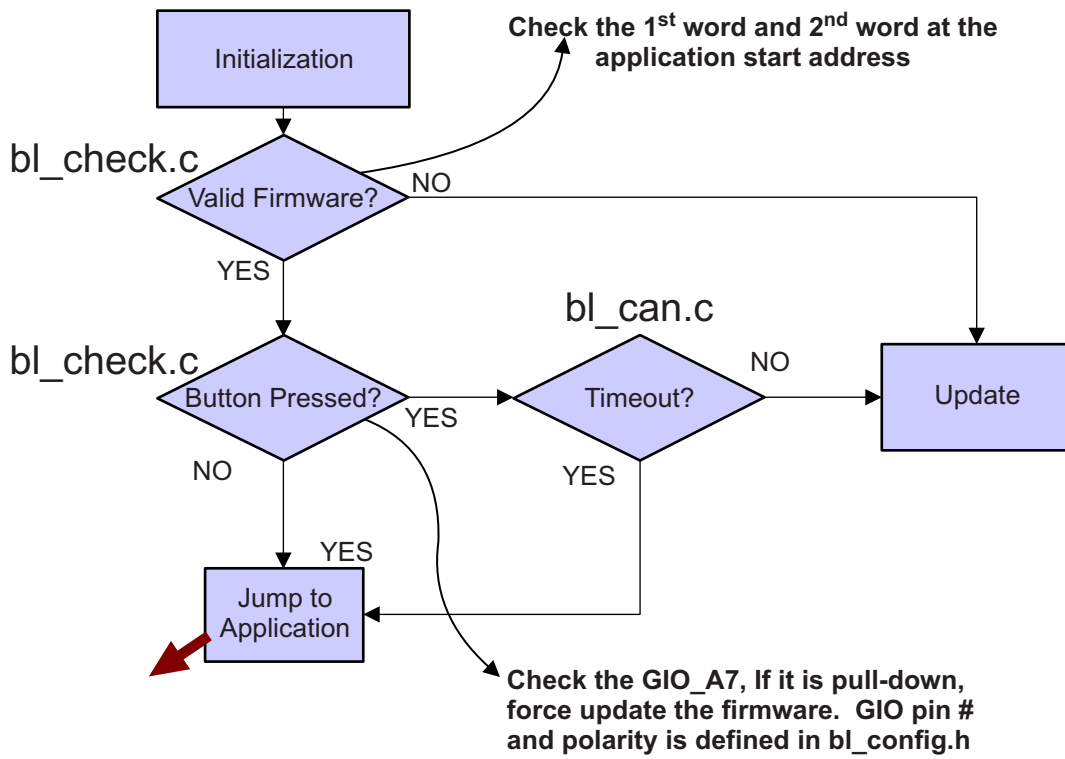 Initialization
Check the 1st word and 2nd word at the
application start address
bl_check.c
Valid Firmware?
NO
YES
bl_can.c
bl_check.c
Button Pressed?
YES
Timeout?
NO
Update
NO
YES
YES
Jump to
Application
Check the GIO_A7, If it is pull-down,
force update the firmware. GIO pin #
and polarity is defined in bl_config.h